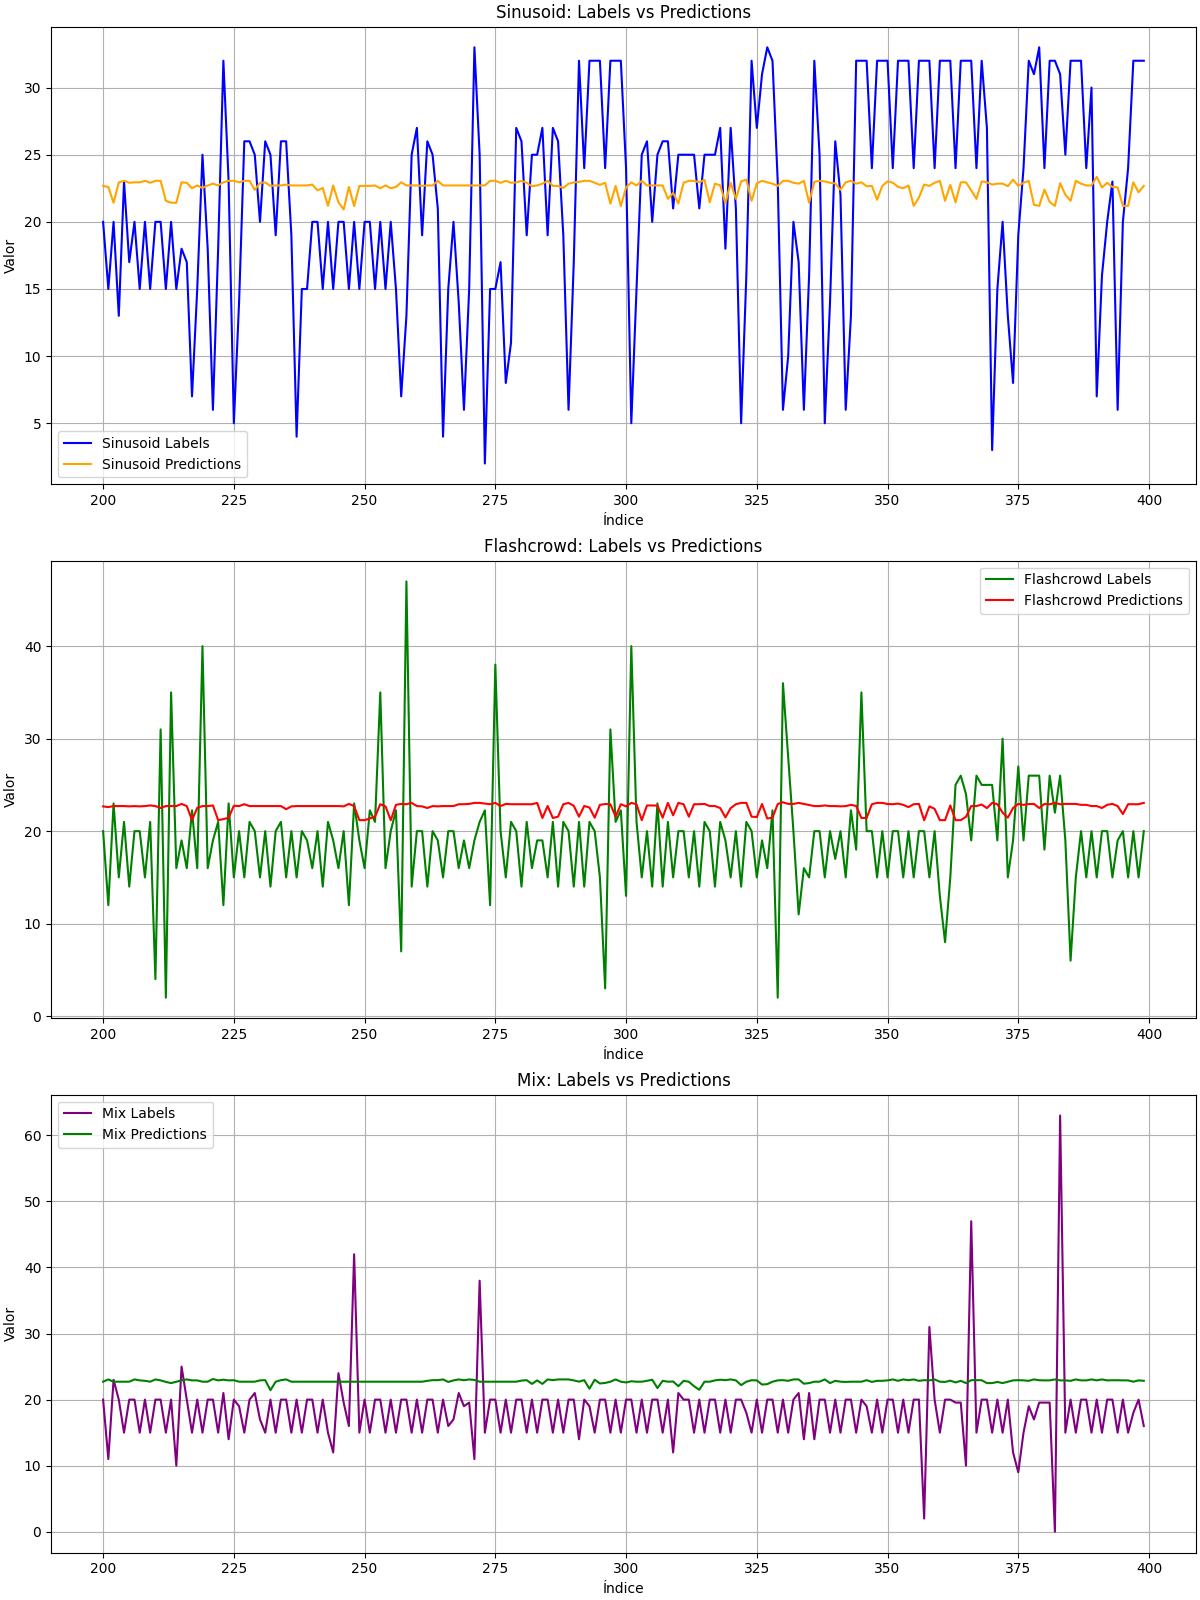 Sinusoid: Labels vs Predictions
30
25
20
15
10
5
Valor
Sinusoid Labels
Sinusoid Predictions
200 225 250 275 300 325 350 375 400
Índice
Flashcrowd: Labels vs Predictions
Flashcrowd Labels
Flashcrowd Predictions
40
30
20
10
0
Valor
200 225 250 275 300 325 350 375 400
Índice
Mix: Labels vs Predictions
Mix Labels
Mix Predictions
60
50
40
30
20
10
0
Valor
200 225 250 275 300 325 350 375 400
Índice